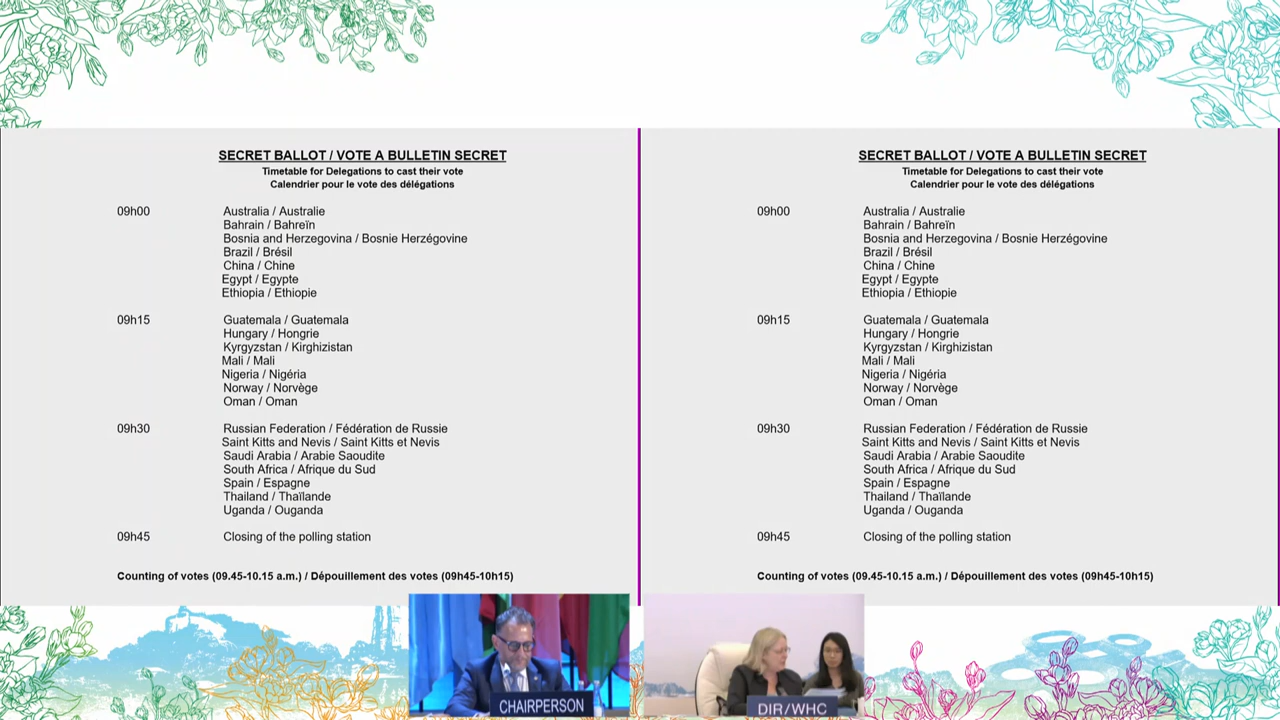 SECRET BALLOT / VOTE A BULLETIN SECRET
Timetable for Delegations to cast their vote
Calendrier pour le vote des délégations
09h00 Australia / Australie
Bahrain / Bahreïn
Bosnia and Herzegovina / Bosnie Herzégovine
Brazil / Brésil
China / Chine
Egypt / Egypte
Ethiopia / Ethiopie
09h15 Guatemala / Guatemala
Hungary / Hongrie
Kyrgyzstan / Kirghizistan
Mali / Mali
Nigeria / Nigéria
Norway / Norvège
Oman / Oman
09h30 Russian Federation / Fédération de Russie
Saint Kitts and Nevis / Saint Kitts et Nevis
Saudi Arabia / Arabie Saoudite
South Africa / Afrique du Sud
Spain / Espagne
Thailand / Thaïlande
Uganda / Ouganda
09h45 Closing of the polling station
Counting of votes (09.45-10.15 a.m.) / Dépouillement des votes (09h45-10h15)
SECRET BALLOT / VOTE A BULLETIN SECRET
Timetable for Delegations to cast their vote
Calendrier pour le vote des délégations
09h00 Australia / Australie
Bahrain / Bahreïn
Bosnia and Herzegovina / Bosnie Herzégovine
Brazil / Brésil
China / Chine
Egypt / Egypte
Ethiopia / Ethiopie
09h15 Guatemala / Guatemala
Hungary / Hongrie
Kyrgyzstan / Kirghizistan
Mali / Mali
Nigeria / Nigéria
Norway / Norvège
Oman / Oman
09h30 Russian Federation / Fédération de Russie
Saint Kitts and Nevis / Saint Kitts et Nevis
Saudi Arabia / Arabie Saoudite
South Africa / Afrique du Sud
Spain / Espagne
Thailand / Thaïlande
Uganda / Ouganda
09h45 Closing of the polling station
Counting of votes (09.45-10.15 a.m.) / Dépouillement des votes (09h45-10h15)
CHAIRPERSON
DIR/WHC